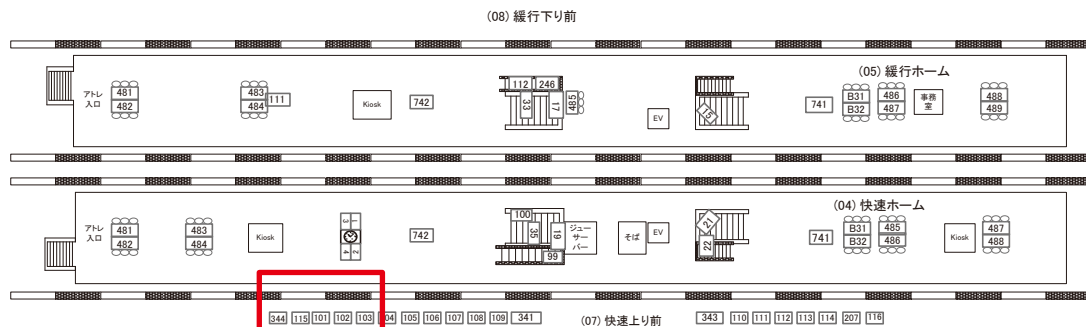 (08) 緩行下り前
(05) 緩行ホーム
アトレ
入口
481
482
483
484
111
Kiosk
742
112
246
33
17
485
EV
15
741
B31
B32
486
487
事務
室
488
489
(04) 快速ホーム
アトレ
入口
481
482
483
484
Kiosk
1
3
2
4
742
100
35
19
99
ジュー
サー
バー
そば
EV
21
22
741
B31
B32
485
486
Kiosk
487
488
344 115 101 102 103 104 105 106 107 108 109 341
(07) 快速上り前
343 110 111 112 113 114 207 116